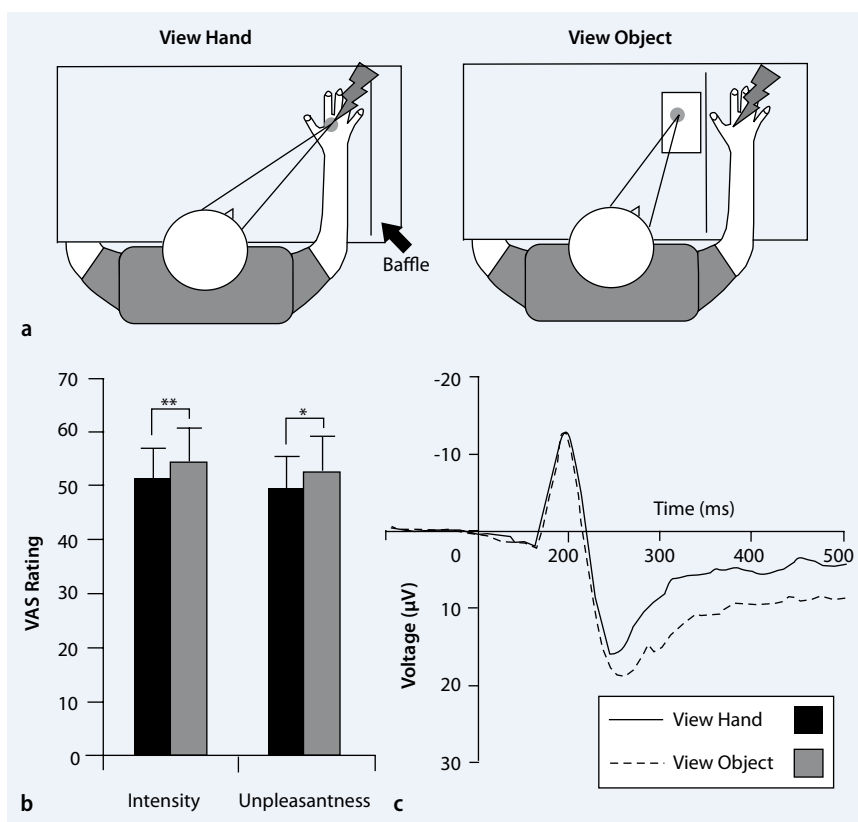 View Hand
View Object
Baffle
a
70
60
50
40
30
20
10
0
VAS Rating
**
*
Intensity
Unpleasantness
b
-20
-10
10
20
30
Voltage (µV)
Time (ms)
0
200
300
400
500
View Hand
View Object
c